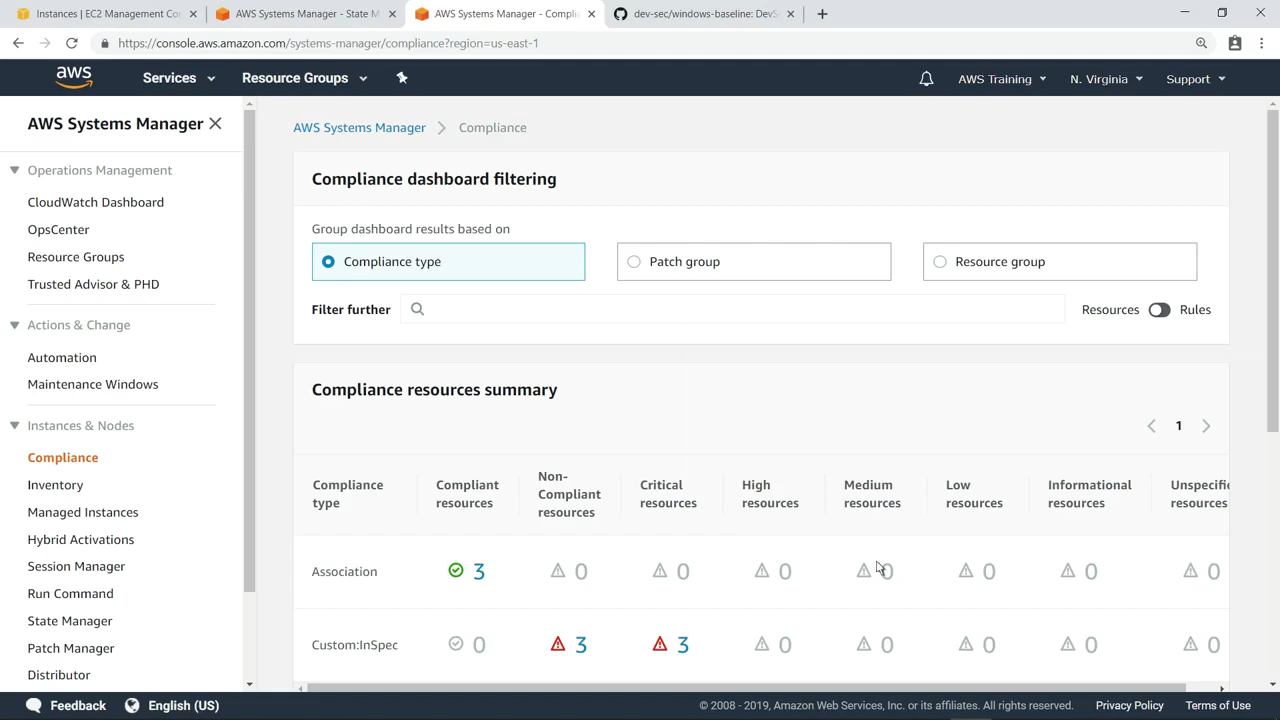 Instances | EC2 Management Co
AWS Systems Manager - State M
AWS Systems Manager - Complia
dev-sec/windows-baseline: DevS
https://console.aws.amazon.com/systems-manager/compliance?region=us-east-1
aws
Services
Resource Groups
AWS Training
N. Virginia
Support
AWS Systems Manager
Operations Management
CloudWatch Dashboard
OpsCenter
Resource Groups
Trusted Advisor & PHD
Actions & Change
Automation
Maintenance Windows
Instances & Nodes
Compliance
Inventory
Managed Instances
Hybrid Activations
Session Manager
Run Command
State Manager
Patch Manager
Distributor
AWS Systems Manager
Compliance
Compliance dashboard filtering
Group dashboard results based on
Compliance type
Patch group
Resource group
Filter further
Resources
Rules
Compliance resources summary
1
Compliance type
Compliant resources
Non-Compliant resources
Critical resources
High resources
Medium resources
Low resources
Informational resources
Unspecific resources
Association
3
0
0
0
0
0
0
0
Custom:InSpec
0
3
3
0
0
0
0
0
Feedback
English (US)
© 2008 - 2019, Amazon Web Services, Inc. or its affiliates. All rights reserved.
Privacy Policy
Terms of Use